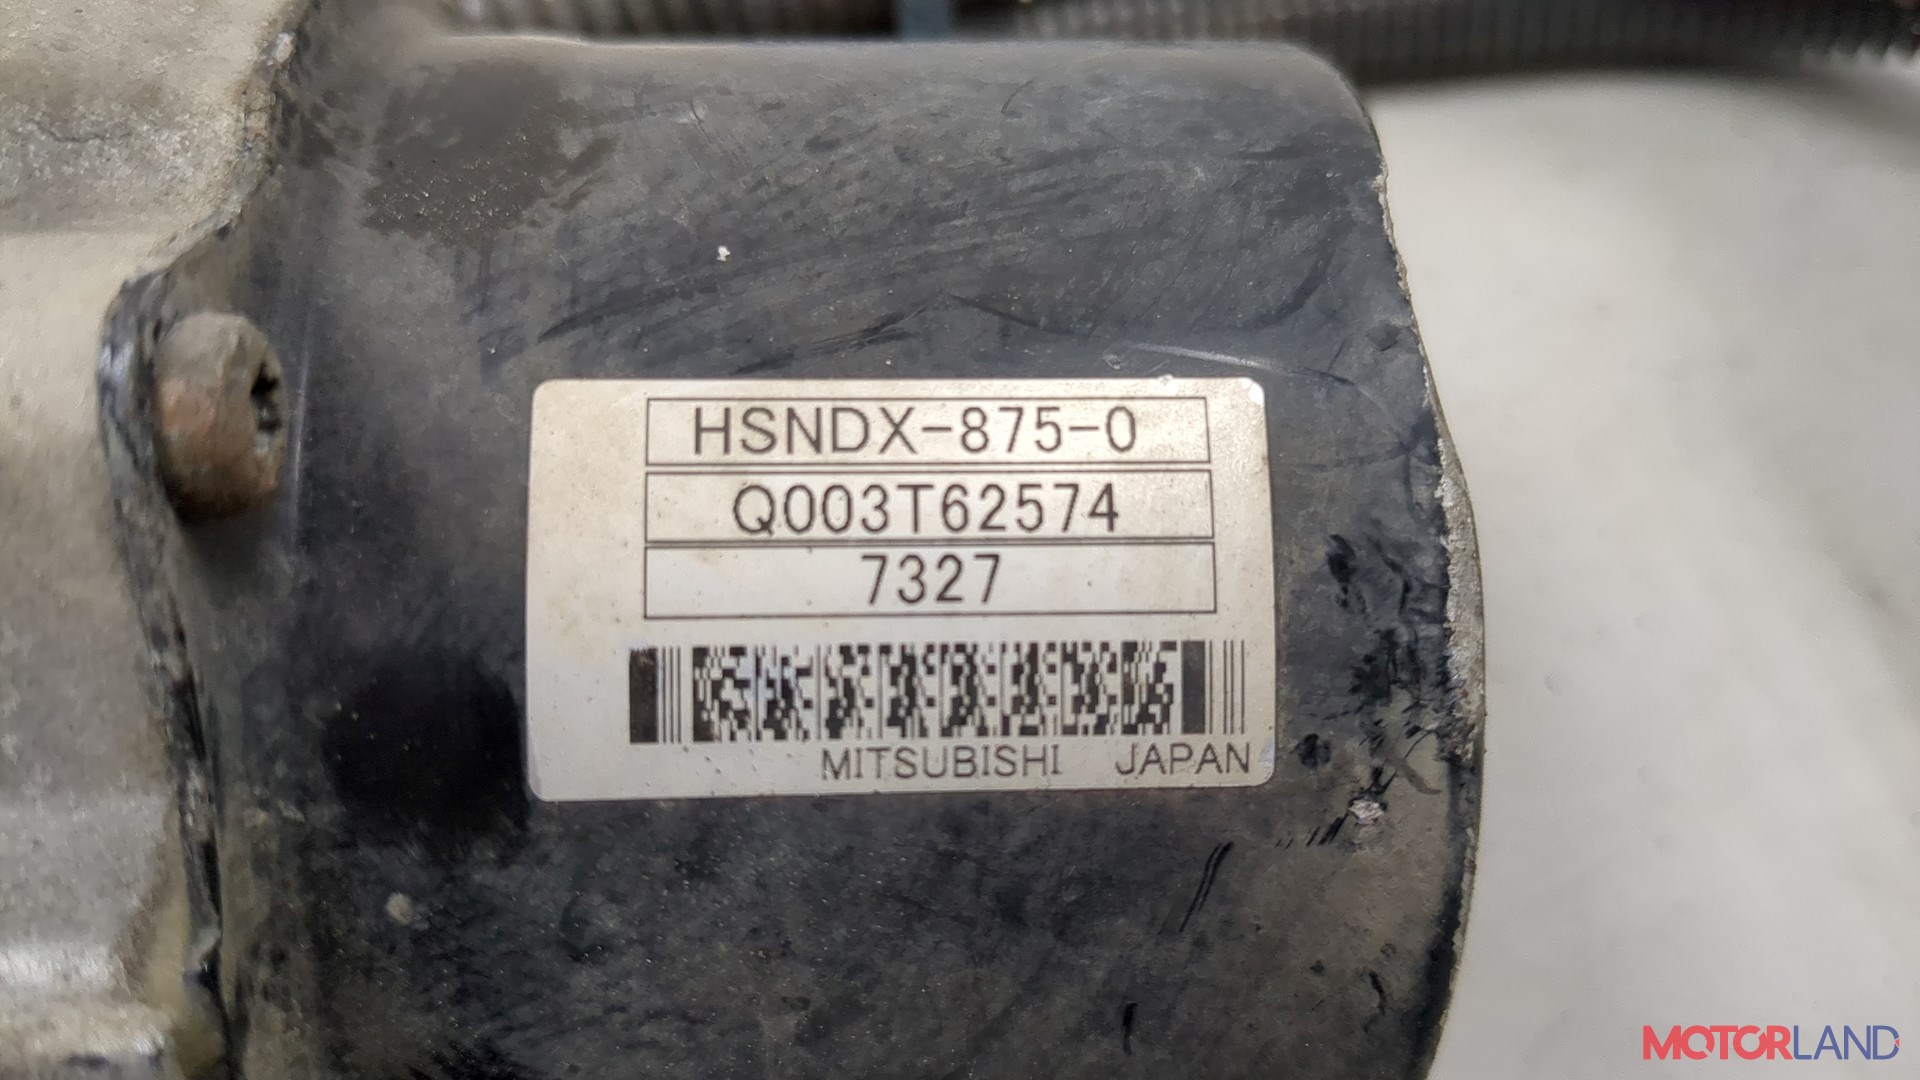 HSNDX-875-0
Q003T62574
7327
MITSUBISHI JAPAN
MOTORLAND